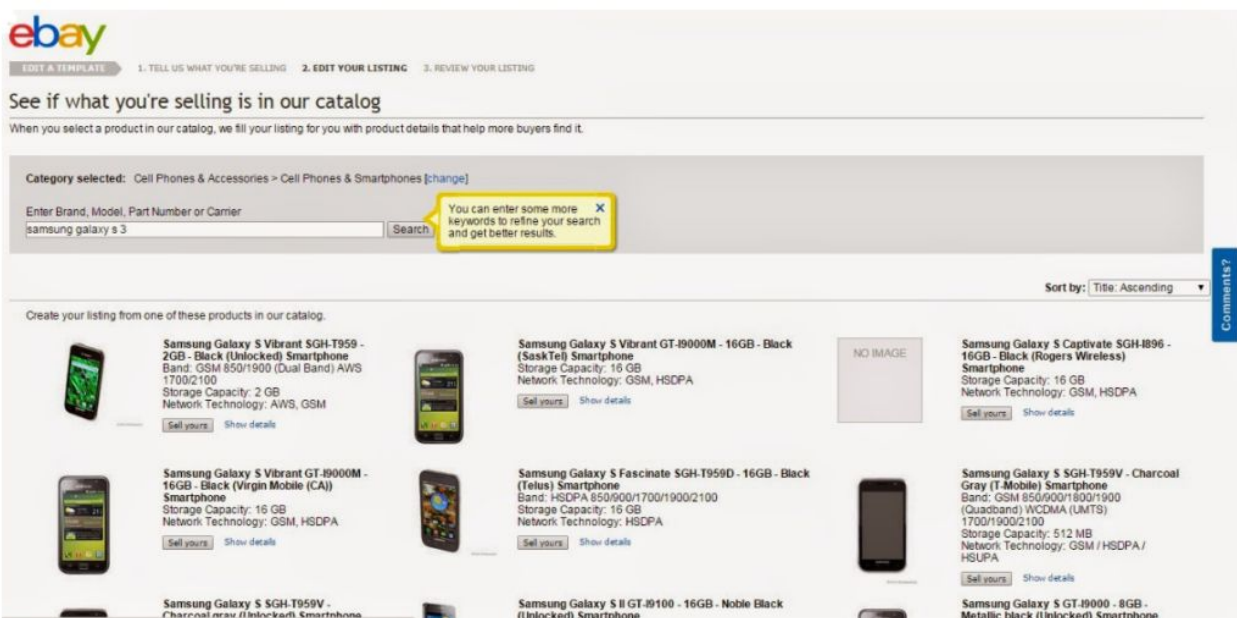 ebay
EDIT A TEMPLATE 1. TELL US WHAT YOU'RE SELLING 2. EDIT YOUR LISTING 3. REVIEW YOUR LISTING
See if what you're selling is in our catalog
When you select a product in our catalog, we fill your listing for you with product details that help more buyers find it.
Category selected: Cell Phones & Accessories > Cell Phones & Smartphones [change]
Enter Brand, Model, Part Number or Carrier
samsung galaxy s 3
Search
You can enter some more X
keywords to refine your search
and get better results.
Comments?
Sort by: Title: Ascending
Create your listing from one of these products in our catalog.
Samsung Galaxy S Vibrant SGH-T959 -
2GB - Black (Unlocked) Smartphone
Band: GSM 850/1900 (Dual Band) AWS
1700/2100
Storage Capacity: 2 GB
Network Technology: AWS, GSM
Sell yours Show details
Samsung Galaxy S Vibrant GT-I9000M - 16GB - Black
(SaskTel) Smartphone
Storage Capacity: 16 GB
Network Technology: GSM, HSDPA
Sell yours Show details
NO IMAGE
Samsung Galaxy S Captivate SGH-I896 -
16GB - Black (Rogers Wireless)
Smartphone
Storage Capacity: 16 GB
Network Technology: GSM, HSDPA
Sell yours Show details
Samsung Galaxy S Vibrant GT-I9000M -
16GB - Black (Virgin Mobile (CA))
Smartphone
Storage Capacity: 16 GB
Network Technology: GSM, HSDPA
Sell yours Show details
Samsung Galaxy S Fascinate SGH-T959D - 16GB - Black
(Telus) Smartphone
Band: HSDPA 850/900/1700/1900/2100
Storage Capacity: 16 GB
Network Technology: HSDPA
Sell yours Show details
Samsung Galaxy S SGH-T959V - Charcoal
Gray (T-Mobile) Smartphone
Band: GSM 850/900/1800/1900
(Quadband) WCDMA (UMTS)
1700/1900/2100
Storage Capacity: 512 MB
Network Technology: GSM / HSDPA /
HSUPA
Sell yours Show details
Samsung Galaxy S SGH-T959V -
Charcoal gray (Unlocked) Smartphone
Samsung Galaxy S II GT-I9100 - 16GB - Noble Black
(Unlocked) Smartphone
Samsung Galaxy S GT-I9000 - 8GB -
Metallic black (Unlocked) Smartphone